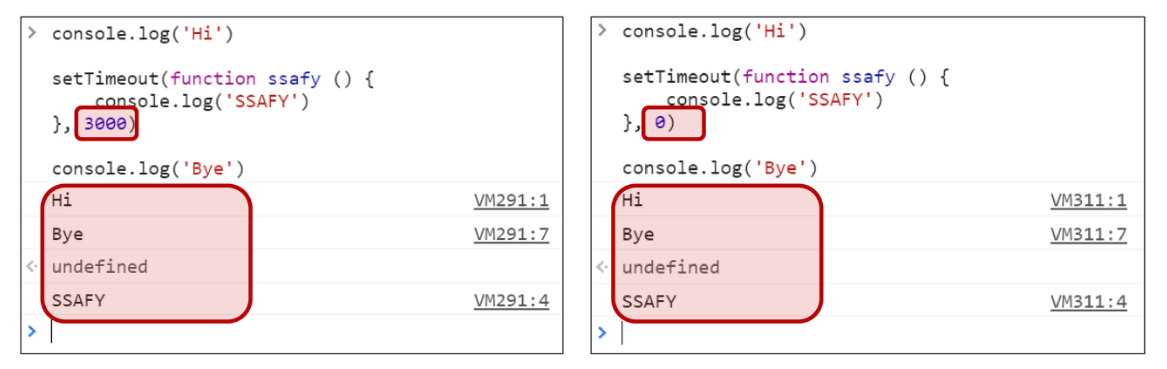 > console.log('Hi')
setTimeout(function ssafy () {
console.log('SSAFY')
}, 3000)
console.log('Bye')
Hi VM291:1
Bye VM291:7
undefined
SSAFY VM291:4
>
> console.log('Hi')
setTimeout(function ssafy () {
console.log('SSAFY')
}, 0)
console.log('Bye')
Hi VM311:1
Bye VM311:7
undefined
SSAFY VM311:4
>